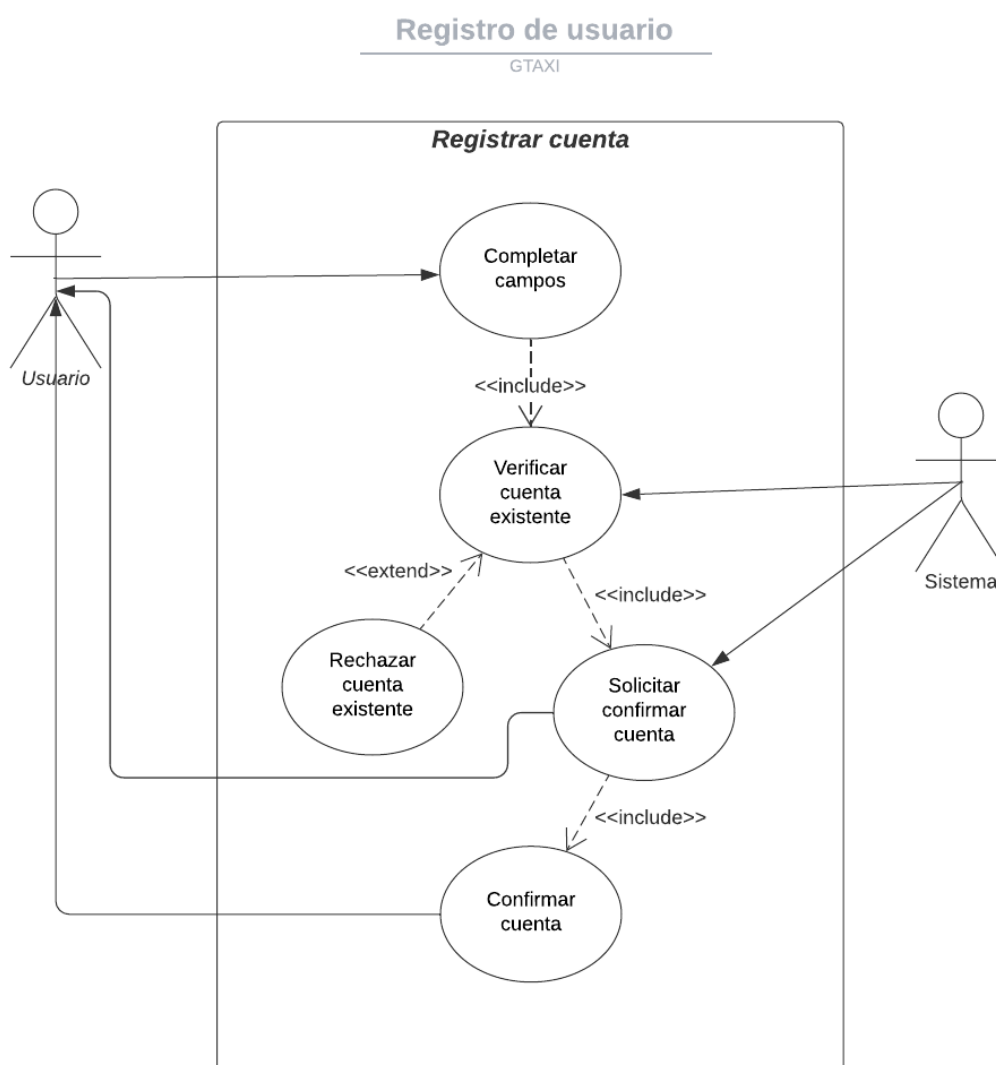 Registro de usuario
GTAXI
Registrar cuenta
Completar
campos
Usuario
<<include>>
Verificar
cuenta
existente
<<extend>>
<<include>>
Sistema
Rechazar
cuenta
existente
Solicitar
confirmar
cuenta
<<include>>
Confirmar
cuenta